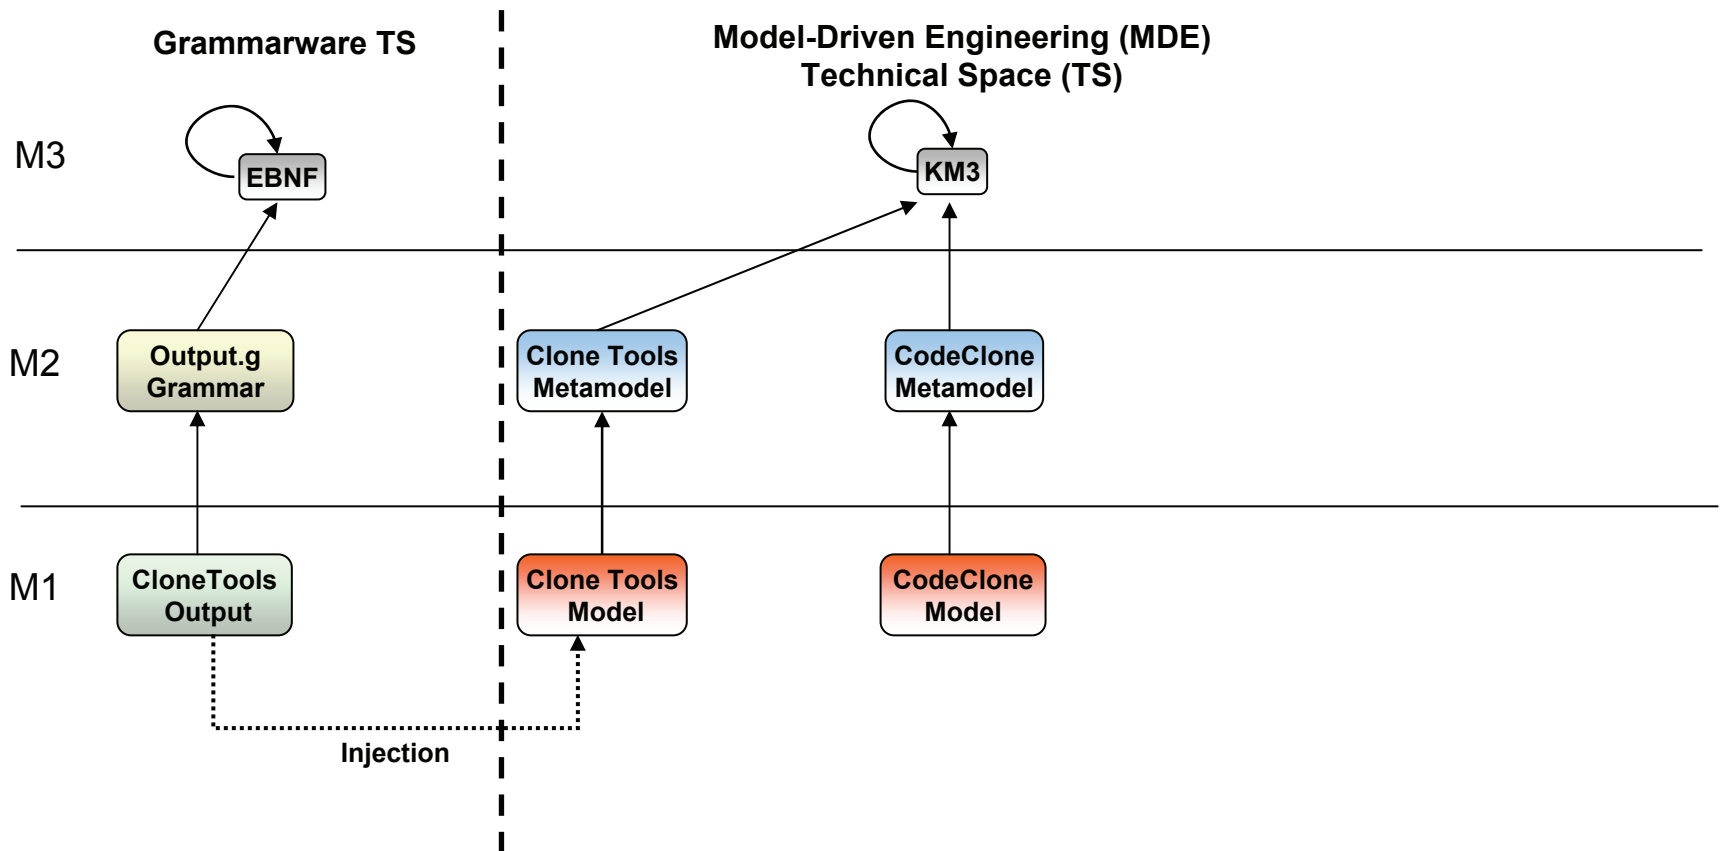 Grammarware TS
Model-Driven Engineering (MDE)
Technical Space (TS)
M3
EBNF
KM3
M2
Output.g
Grammar
Clone Tools
Metamodel
CodeClone
Metamodel
M1
CloneTools
Output
Clone Tools
Model
CodeClone
Model
Injection